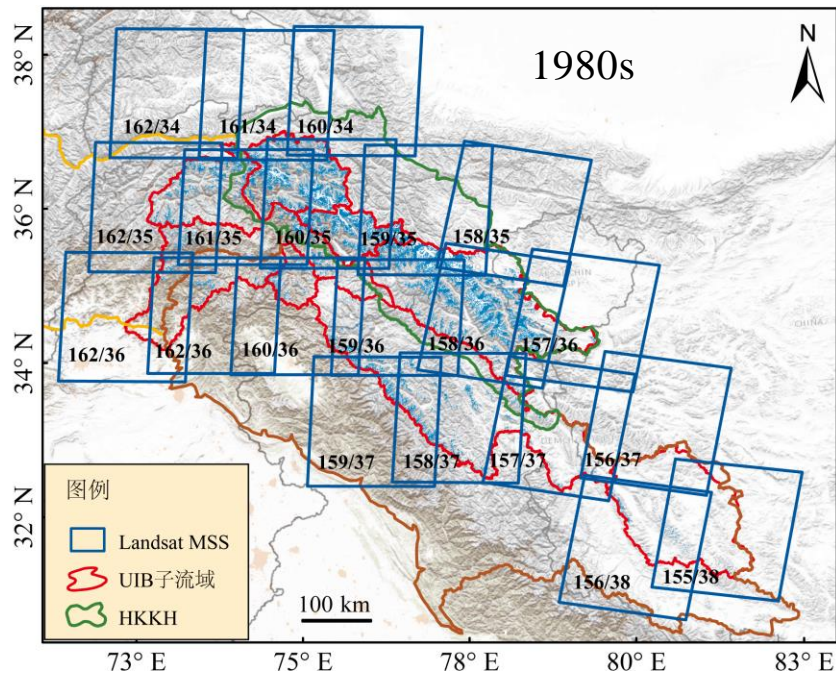 1980s
N
38° N
36° N
34° N
32° N
162/34
161/34
160/34
162/35
161/35
160/35
159/35
158/35
162/36
162/36
160/36
159/36
158/36
157/36
159/37
158/37
157/37
156/37
156/38
155/38
图例
Landsat MSS
UIB子流域
HKKH
100 km
73° E
75° E
78° E
80° E
83° E